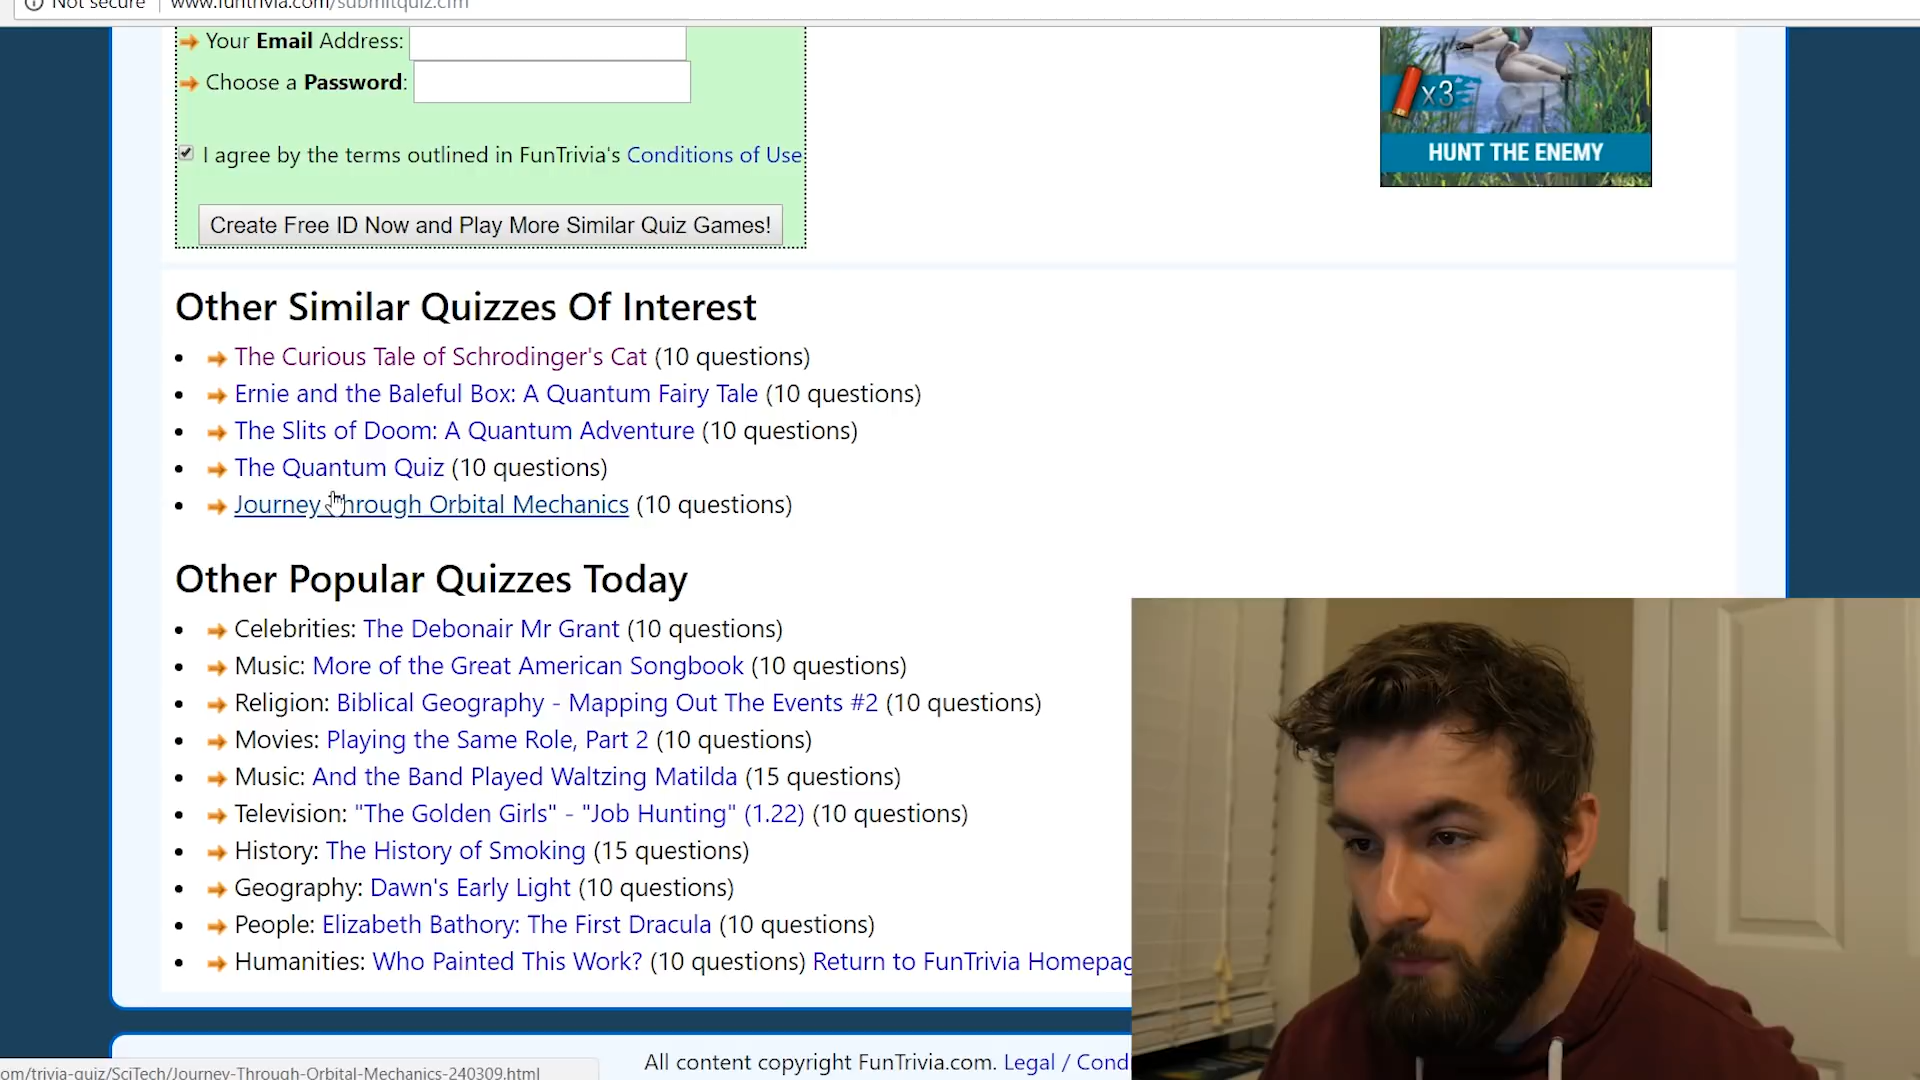 Not secure | www.funtrivia.com/submitquiz.cfm
Your Email Address:
Choose a Password:
x3
I agree by the terms outlined in FunTrivia's Conditions of Use
HUNT THE ENEMY
Create Free ID Now and Play More Similar Quiz Games!
Other Similar Quizzes Of Interest
The Curious Tale of Schrodinger's Cat (10 questions)
Ernie and the Baleful Box: A Quantum Fairy Tale (10 questions)
The Slits of Doom: A Quantum Adventure (10 questions)
The Quantum Quiz (10 questions)
Journey Through Orbital Mechanics (10 questions)
Other Popular Quizzes Today
Celebrities: The Debonair Mr Grant (10 questions)
Music: More of the Great American Songbook (10 questions)
Religion: Biblical Geography - Mapping Out The Events #2 (10 questions)
Movies: Playing the Same Role, Part 2 (10 questions)
Music: And the Band Played Waltzing Matilda (15 questions)
Television: "The Golden Girls" - "Job Hunting" (1.22) (10 questions)
History: The History of Smoking (15 questions)
Geography: Dawn's Early Light (10 questions)
People: Elizabeth Bathory: The First Dracula (10 questions)
Humanities: Who Painted This Work? (10 questions) Return to FunTrivia Homepag
All content copyright FunTrivia.com. Legal / Cond
om/trivia-quiz/SciTech/Journey-Through-Orbital-Mechanics-240309.html